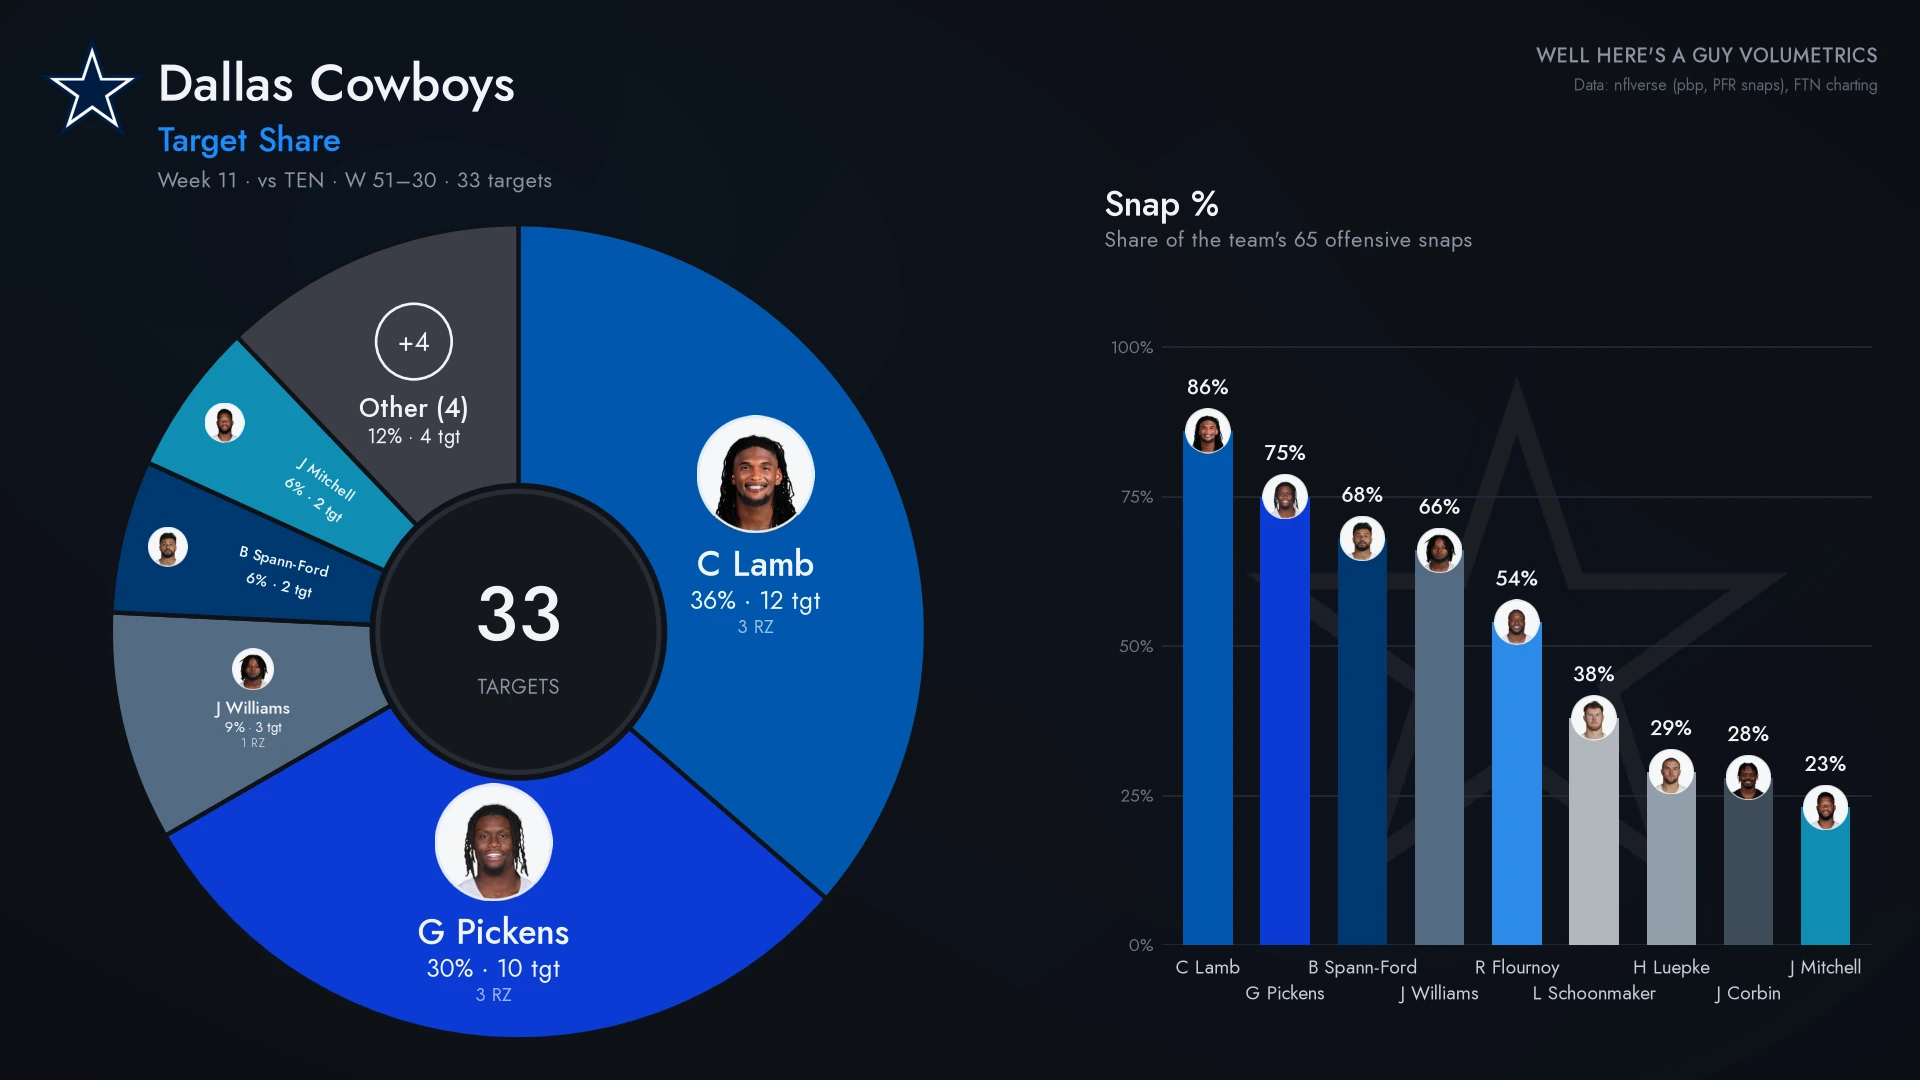 Dallas Cowboys
Target Share
Week 11 · vs TEN · W 51–30 · 33 targets
WELL HERE'S A GUY VOLUMETRICS
Data: nflverse (pbp, PFR snaps), FTN charting
+4
Other (4)
12% · 4 tgt
J Mitchell
6% · 2 tgt
B Spann-Ford
6% · 2 tgt
J Williams
9% · 3 tgt
1 RZ
C Lamb
36% · 12 tgt
3 RZ
33
TARGETS
G Pickens
30% · 10 tgt
3 RZ
Snap %
Share of the team's 65 offensive snaps
100%
75%
50%
25%
0%
86%
75%
68%
66%
54%
38%
29%
28%
23%
C Lamb
G Pickens
B Spann-Ford
J Williams
R Flournoy
L Schoonmaker
H Luepke
J Corbin
J Mitchell